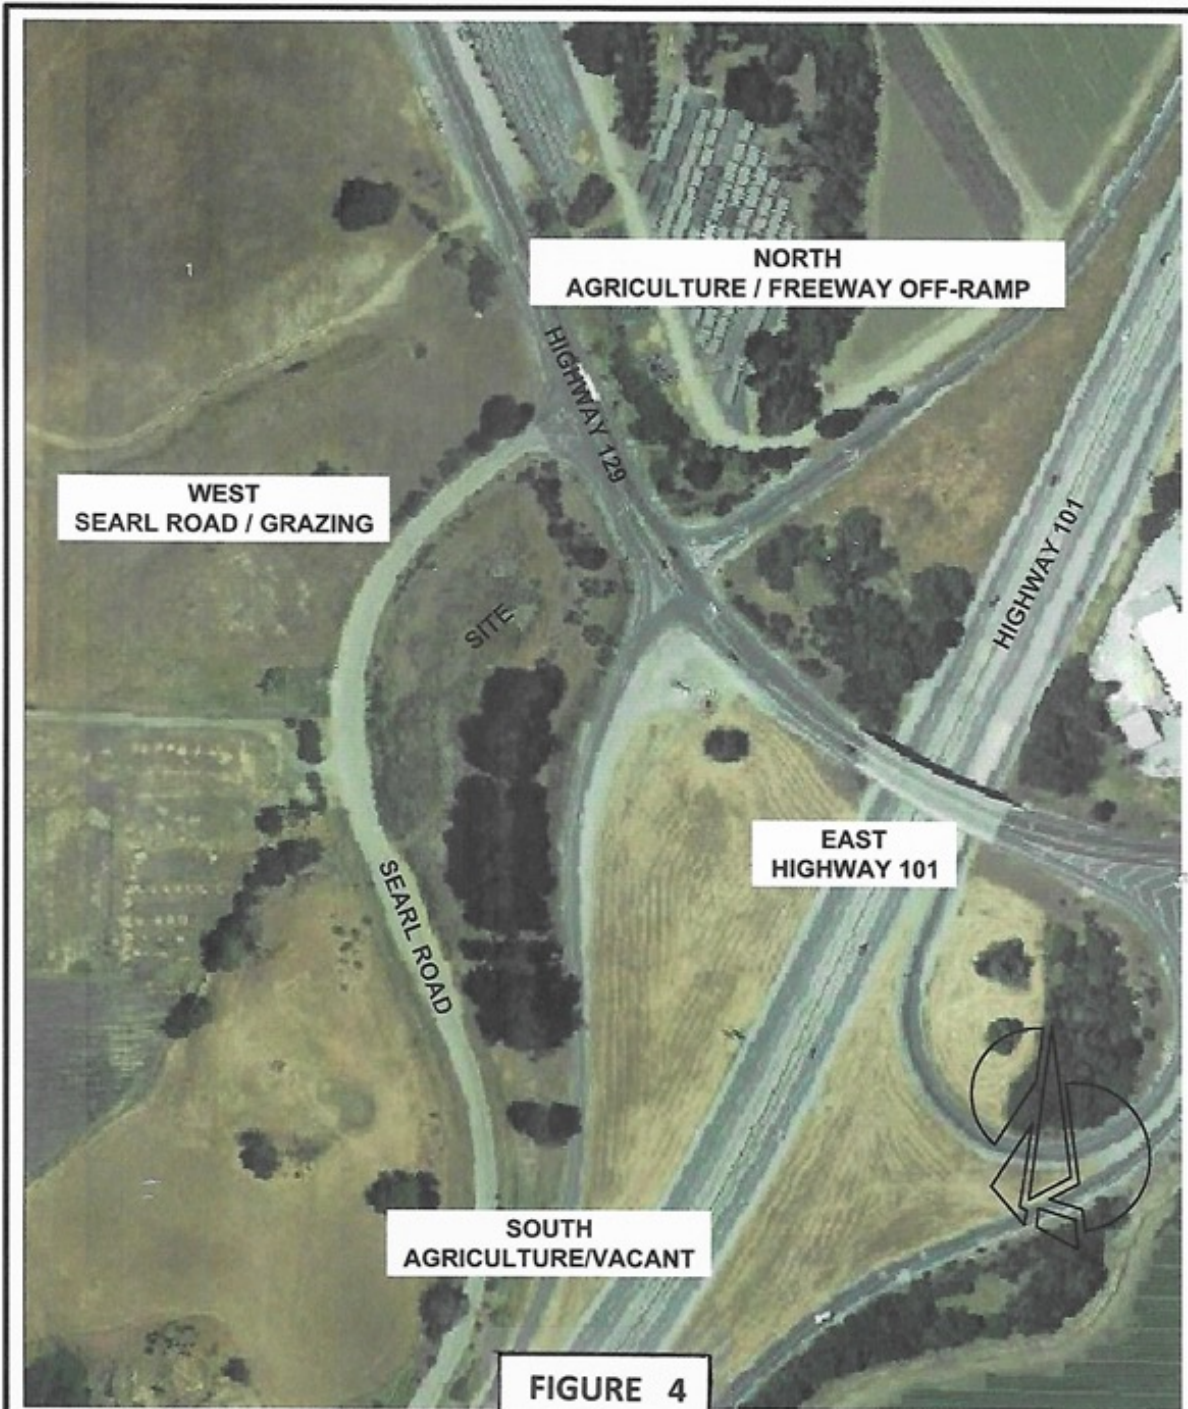 NORTH
AGRICULTURE / FREEWAY OFF-RAMP
HIGHWAY 129
WEST
SEARL ROAD / GRAZING
HIGHWAY 101
SITE
EAST
HIGHWAY 101
SEARL ROAD
SOUTH
AGRICULTURE/VACANT
FIGURE 4